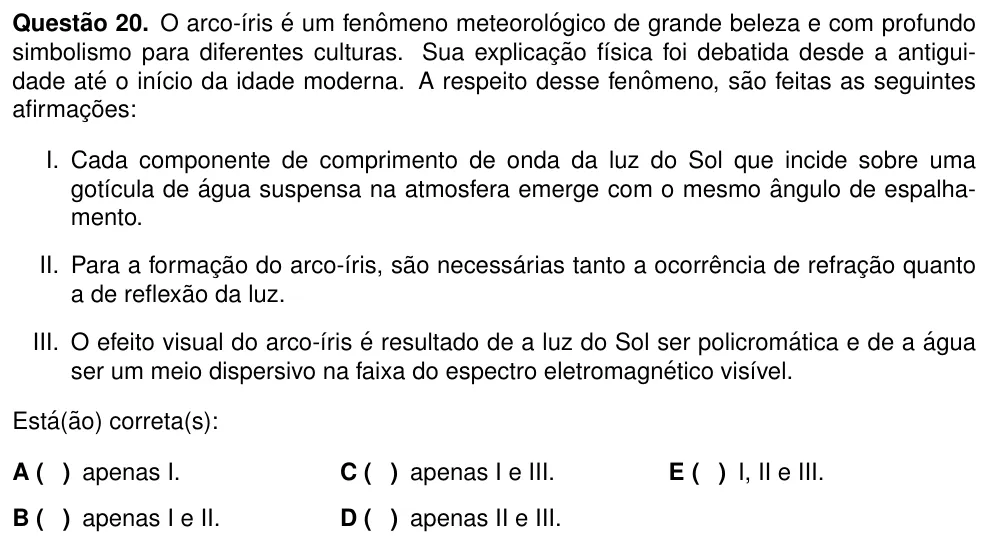 Questão 20. O arco-íris é um fenômeno meteorológico de grande beleza e com profundo
simbolismo para diferentes culturas. Sua explicação física foi debatida desde a antigui-
dade até o início da idade moderna. A respeito desse fenômeno, são feitas as seguintes
afirmações:
I. Cada componente de comprimento de onda da luz do Sol que incide sobre uma
gotícula de água suspensa na atmosfera emerge com o mesmo ângulo de espalha-
mento.
II. Para a formação do arco-íris, são necessárias tanto a ocorrência de refração quanto
a de reflexão da luz.
III. O efeito visual do arco-íris é resultado de a luz do Sol ser policromática e de a água
ser um meio dispersivo na faixa do espectro eletromagnético visível.
Está(ão) correta(s):
A ( ) apenas I. C ( ) apenas I e III. E ( ) I, II e III.
B ( ) apenas I e II. D ( ) apenas II e III.